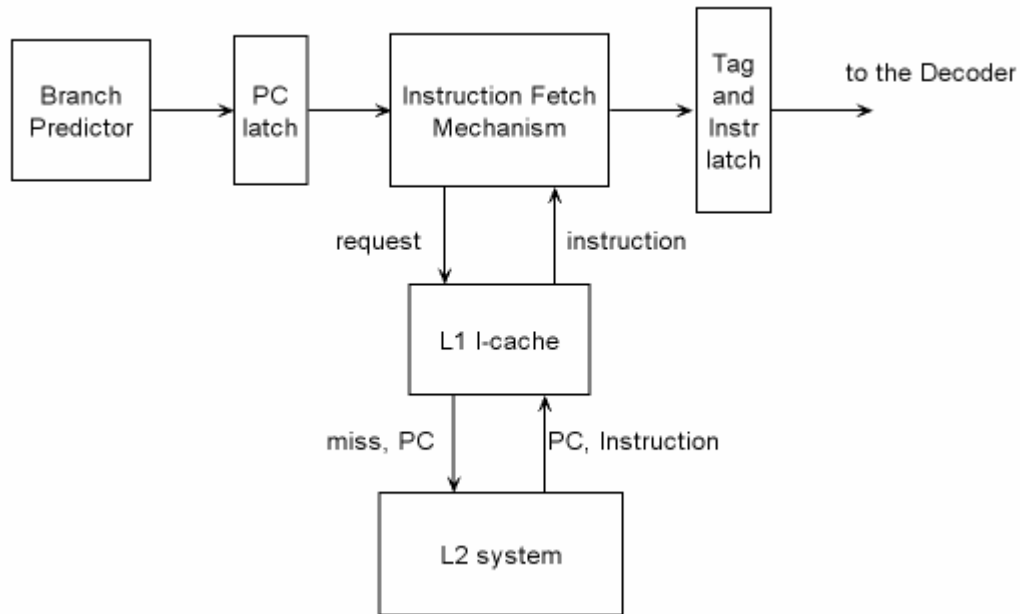 Branch
Predictor
PC
latch
Instruction Fetch
Mechanism
Tag
and
Instr
latch
to the Decoder
request
instruction
L1 I-cache
miss, PC
PC, Instruction
L2 system